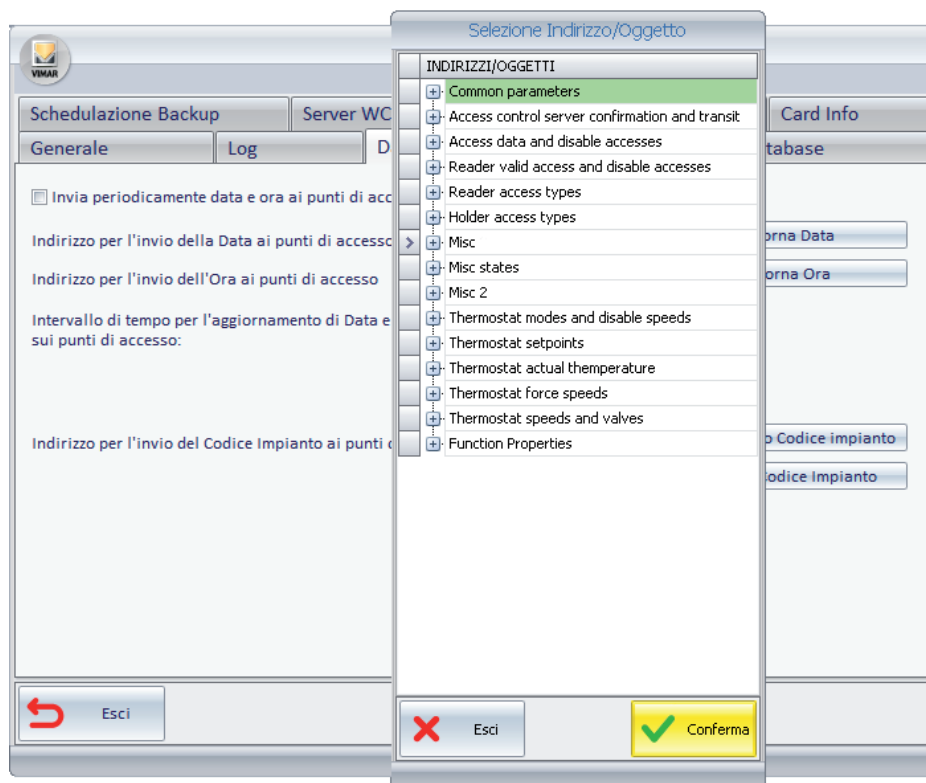 Selezione Indirizzo/Oggetto
VIMAR
INDIRIZZI/OGGETTI
Common parameters
Access control server confirmation and transit
Access data and disable accesses
Reader valid access and disable accesses
Reader access types
Holder access types
Misc
Misc states
Misc 2
Thermostat modes and disable speeds
Thermostat setpoints
Thermostat actual themperature
Thermostat force speeds
Thermostat speeds and valves
Function Properties
Esci
Conferma
Schedulazione Backup
Server WC
Card Info
Generale
Log
D
tabase
Invia periodicamente data e ora ai punti di acc
Indirizzo per l'invio della Data ai punti di accesso
orna Data
Indirizzo per l'invio dell'Ora ai punti di accesso
orna Ora
Intervallo di tempo per l'aggiornamento di Data e
sui punti di accesso:
Indirizzo per l'invio del Codice Impianto ai punti
o Codice impianto
Codice Impianto
Esci